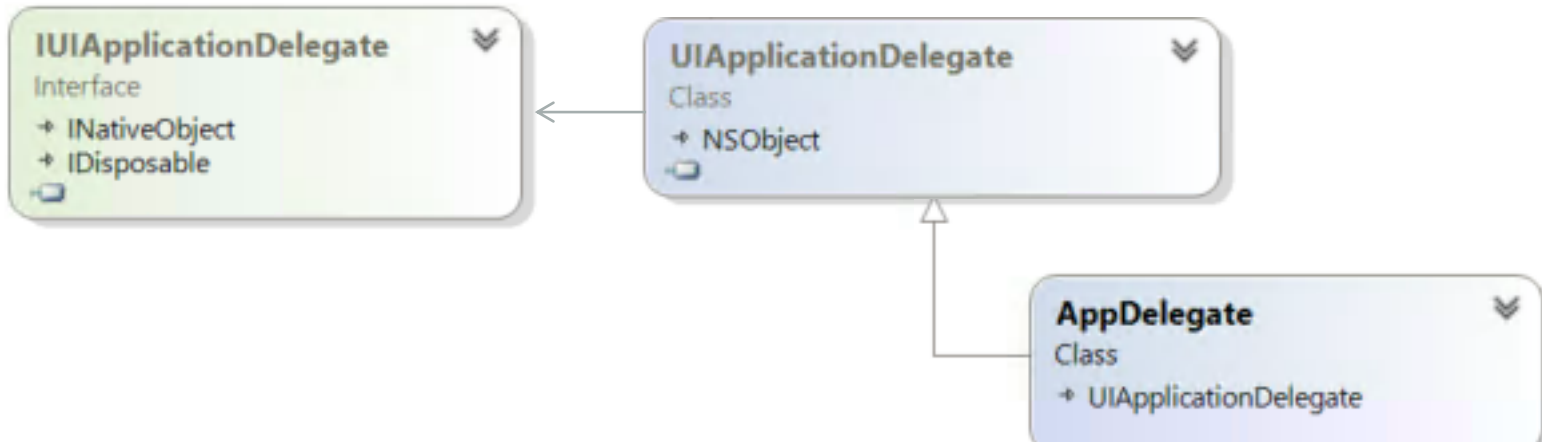 IUIApplicationDelegate
Interface
INativeObject
IDisposable
UIApplicationDelegate
Class
NSObject
AppDelegate
Class
UIApplicationDelegate